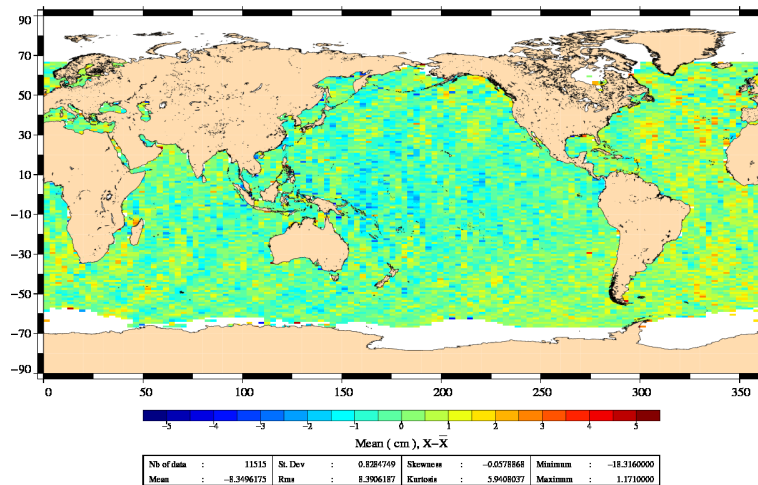 90
70
50
30
10
-10
-30
-50
-70
-90
0 50 100 150 200 250 300 350
-5 -4 -3 -2 -1 0 1 2 3 4 5
Mean ( cm ), X-X̅
Nb of data : 11515 St. Dev : 0.8284749 Skewness : -0.0578868 Minimum : -18.3160000
Mean : -8.3496175 Rms : 8.3906187 Kurtosis : 5.9408037 Maximum : 1.1710000